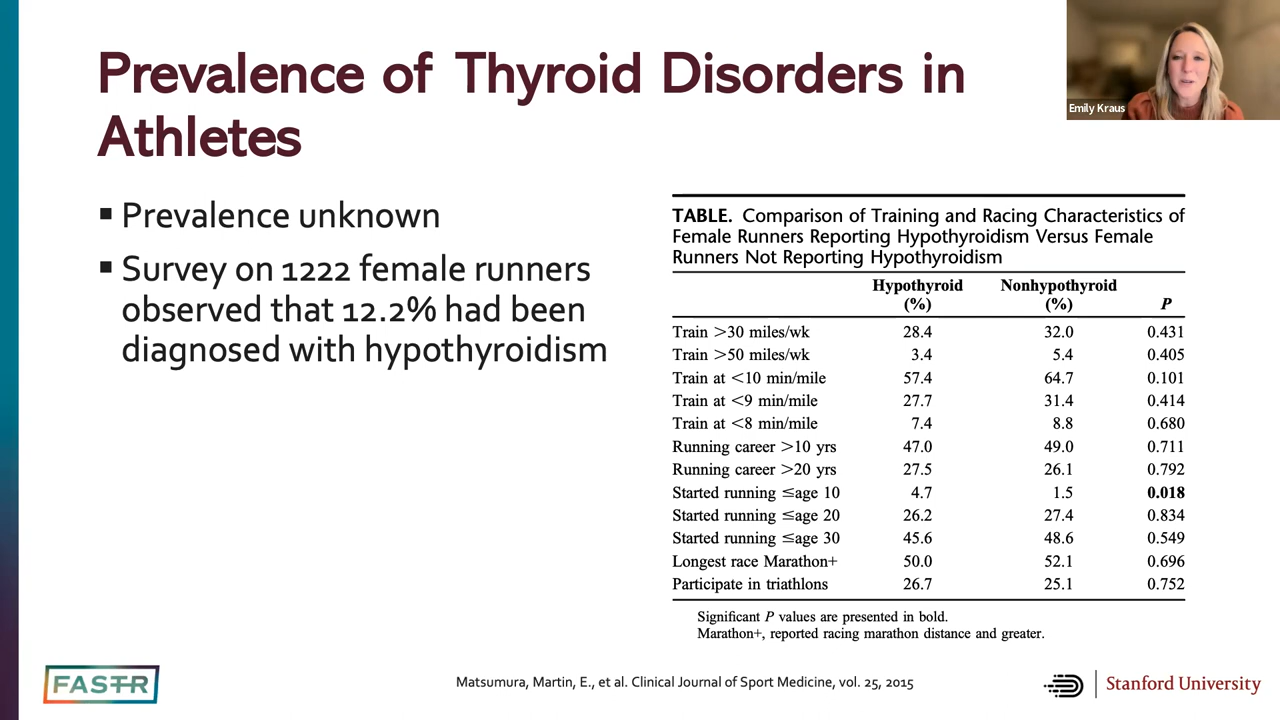 Prevalence of Thyroid Disorders in
Athletes
Emily Kraus
▪ Prevalence unknown
▪ Survey on 1222 female runners
observed that 12.2% had been
diagnosed with hypothyroidism
TABLE. Comparison of Training and Racing Characteristics of
Female Runners Reporting Hypothyroidism Versus Female
Runners Not Reporting Hypothyroidism
Hypothyroid Nonhypothyroid
(%) (%) P
Train >30 miles/wk 28.4 32.0 0.431
Train >50 miles/wk 3.4 5.4 0.405
Train at <10 min/mile 57.4 64.7 0.101
Train at <9 min/mile 27.7 31.4 0.414
Train at <8 min/mile 7.4 8.8 0.680
Running career >10 yrs 47.0 49.0 0.711
Running career >20 yrs 27.5 26.1 0.792
Started running ≤age 10 4.7 1.5 0.018
Started running ≤age 20 26.2 27.4 0.834
Started running ≤age 30 45.6 48.6 0.549
Longest race Marathon+ 50.0 52.1 0.696
Participate in triathlons 26.7 25.1 0.752
Significant P values are presented in bold.
Marathon+, reported racing marathon distance and greater.
FASTR
Matsumura, Martin, E., et al. Clinical Journal of Sport Medicine, vol. 25, 2015
Stanford University